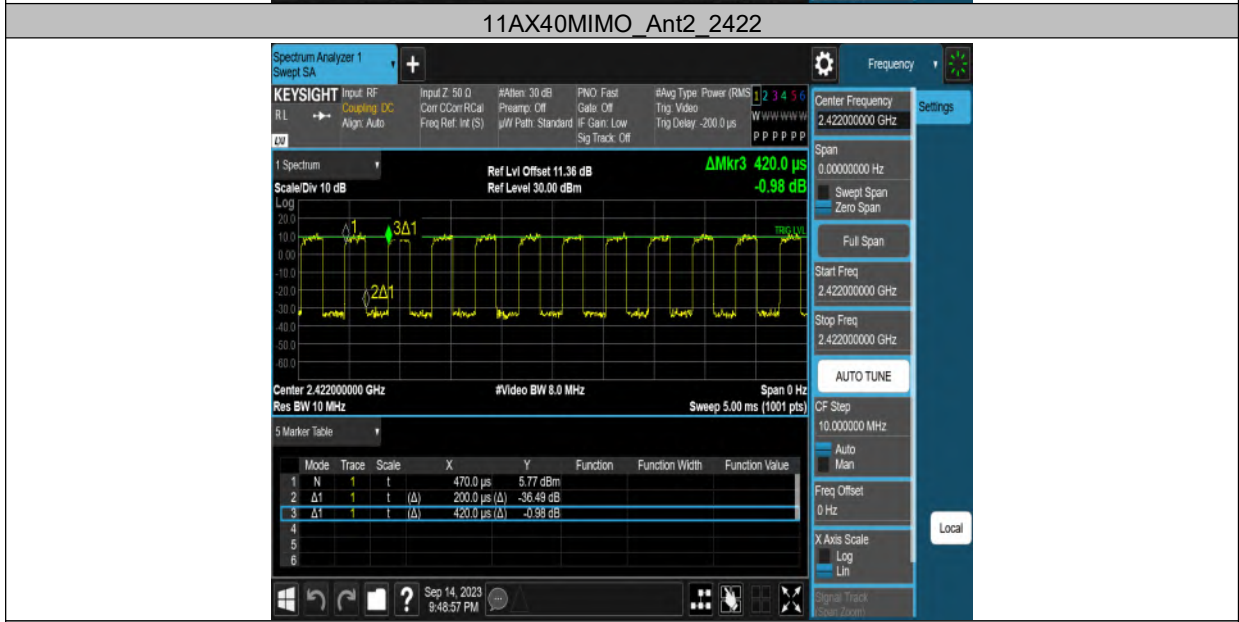 11AX40MIMO_Ant2_2422
Spectrum Analyzer 1
Swept SA
Frequency
KEYSIGHT
RL
LXI
Input: RF
Coupling: DC
Align: Auto
Input Z: 50 Ω
Corr CCorr RCal
Freq Ref: Int (S)
#Atten: 30 dB
Preamp: Off
µW Path: Standard
PNO: Fast
Gate: Off
IF Gain: Low
Sig Track: Off
#Avg Type: Power (RMS
Trig: Video
Trig Delay: -200.0 µs
1 2 3 4 5 6
W W W W W W
P P P P P P
1 Spectrum
Scale/Div 10 dB
Ref Lvl Offset 11.36 dB
Ref Level 30.00 dBm
ΔMkr3 420.0 µs
-0.98 dB
Log
20.0
10.0
0.00
-10.0
-20.0
-30.0
-40.0
-50.0
-60.0
1
3Δ1
2Δ1
TRIG LVL
Center 2.422000000 GHz
#Video BW 8.0 MHz
Span 0 Hz
Res BW 10 MHz
Sweep 5.00 ms (1001 pts)
5 Marker Table
Mode Trace Scale X Y Function Function Width Function Value
1 N 1 t 470.0 µs 5.77 dBm
2 Δ1 1 t (Δ) 200.0 µs (Δ) -36.49 dB
3 Δ1 1 t (Δ) 420.0 µs (Δ) -0.98 dB
4
5
6
Sep 14, 2023
9:48:57 PM
Center Frequency
2.422000000 GHz
Settings
Span
0.00000000 Hz
Swept Span
Zero Span
Full Span
Start Freq
2.422000000 GHz
Stop Freq
2.422000000 GHz
AUTO TUNE
CF Step
10.000000 MHz
Auto
Man
Freq Offset
0 Hz
X Axis Scale
Log
Lin
Signal Track
(Span Zoom)
Local